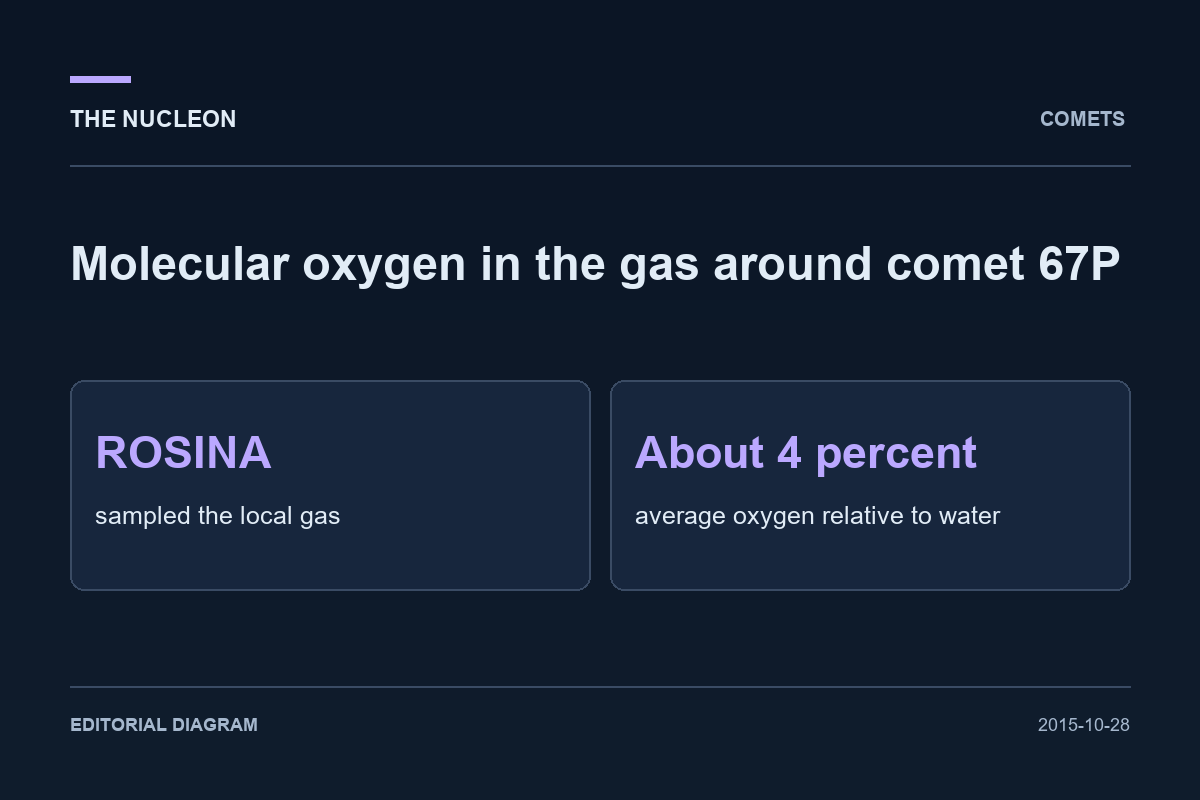 THE NUCLEON
COMETS
Molecular oxygen in the gas around comet 67P
ROSINA
sampled the local gas
About 4 percent
average oxygen relative to water
EDITORIAL DIAGRAM
2015-10-28